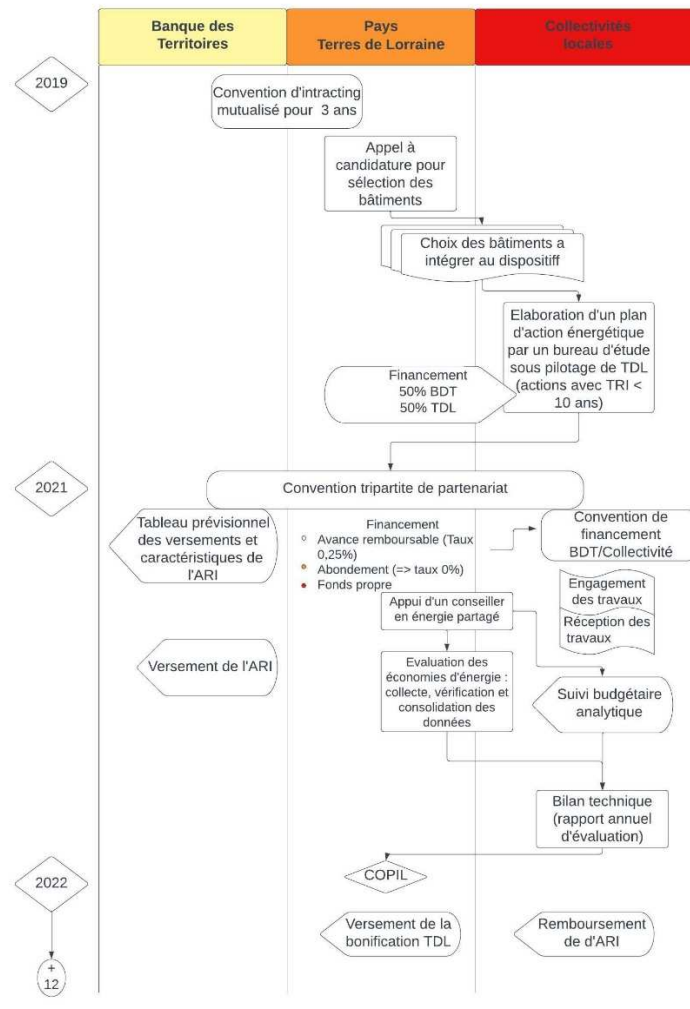 Banque des
Territoires
Pays
Terres de Lorraine
Collectivités
locales
2019
Convention d'intracting
mutualisé pour 3 ans
Appel à
candidature pour
sélection des
bâtiments
Choix des bâtiments a
intégrer au dispositiff
Elaboration d'un plan
d'action énergétique
par un bureau d'étude
sous pilotage de TDL
(actions avec TRI <
10 ans)
Financement
50% BDT
50% TDL
2021
Convention tripartite de partenariat
Tableau prévisionnel
des versements et
caractéristiques de
l'ARI
Financement
Avance remboursable (Taux
0,25%)
Abondement (=> taux 0%)
Fonds propre
Convention de
financement
BDT/Collectivité
Engagement
des travaux
Réception des
travaux
Appui d'un conseiller
en énergie partagé
Versement de l'ARI
Evaluation des
économies d'énergie :
collecte, vérification et
consolidation des
données
Suivi budgétaire
analytique
Bilan technique
(rapport annuel
d'évaluation)
2022
COPIL
Versement de la
bonification TDL
Remboursement
de d'ARI
+
12